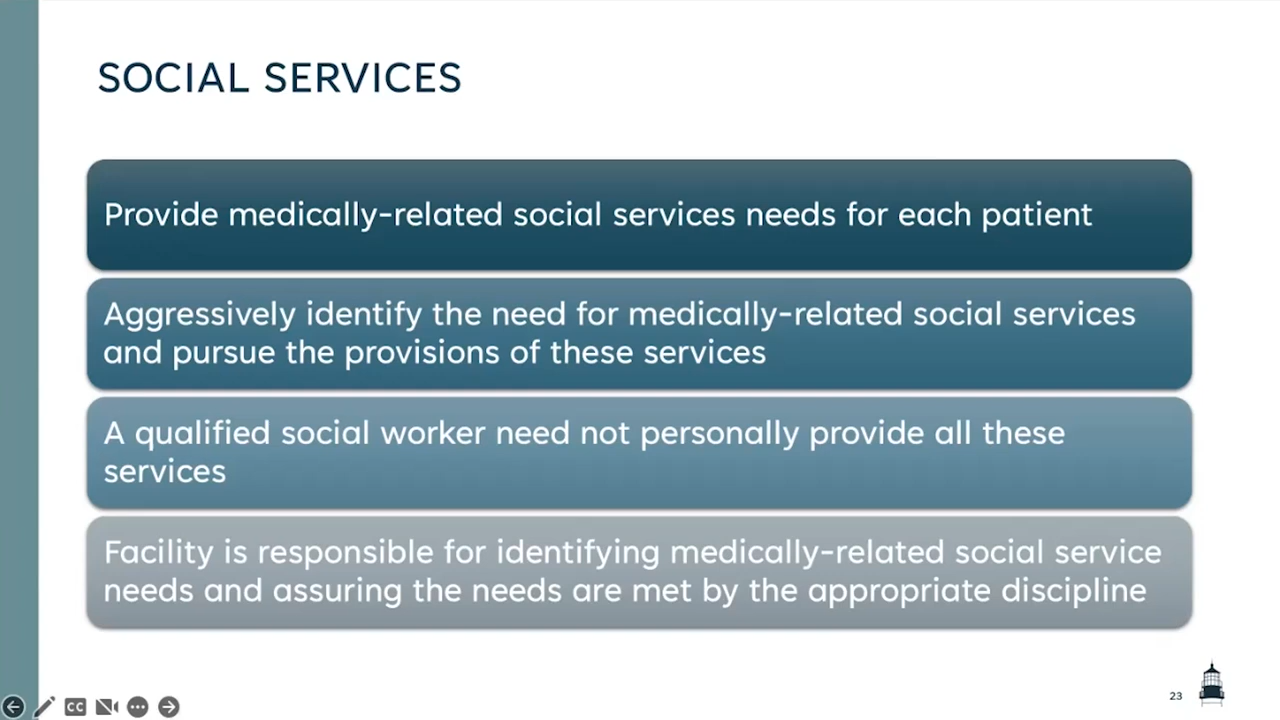 SOCIAL SERVICES
Provide medically-related social services needs for each patient
Aggressively identify the need for medically-related social services
and pursue the provisions of these services
A qualified social worker need not personally provide all these
services
Facility is responsible for identifying medically-related social service
needs and assuring the needs are met by the appropriate discipline
23
CC